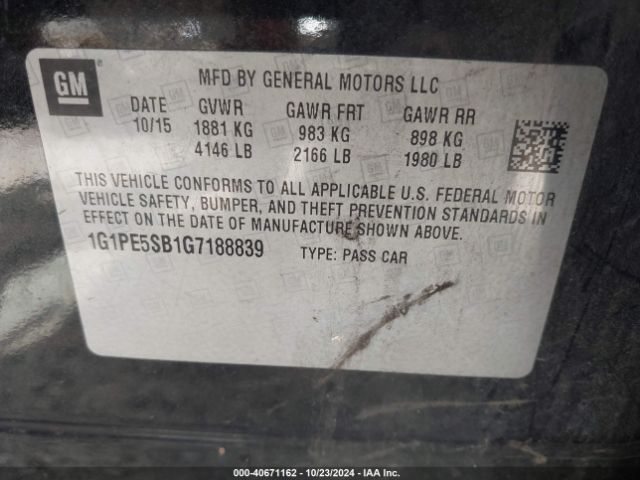 GM ®
MFD BY GENERAL MOTORS LLC
DATE GVWR GAWR FRT GAWR RR
10/15 1881 KG 983 KG 898 KG
4146 LB 2166 LB 1980 LB
THIS VEHICLE CONFORMS TO ALL APPLICABLE U.S. FEDERAL MOTOR
VEHICLE SAFETY, BUMPER, AND THEFT PREVENTION STANDARDS IN
EFFECT ON THE DATE OF MANUFACTURE SHOWN ABOVE.
1G1PE5SB1G7188839 TYPE: PASS CAR
000-40671162 - 10/23/2024 - IAA Inc.